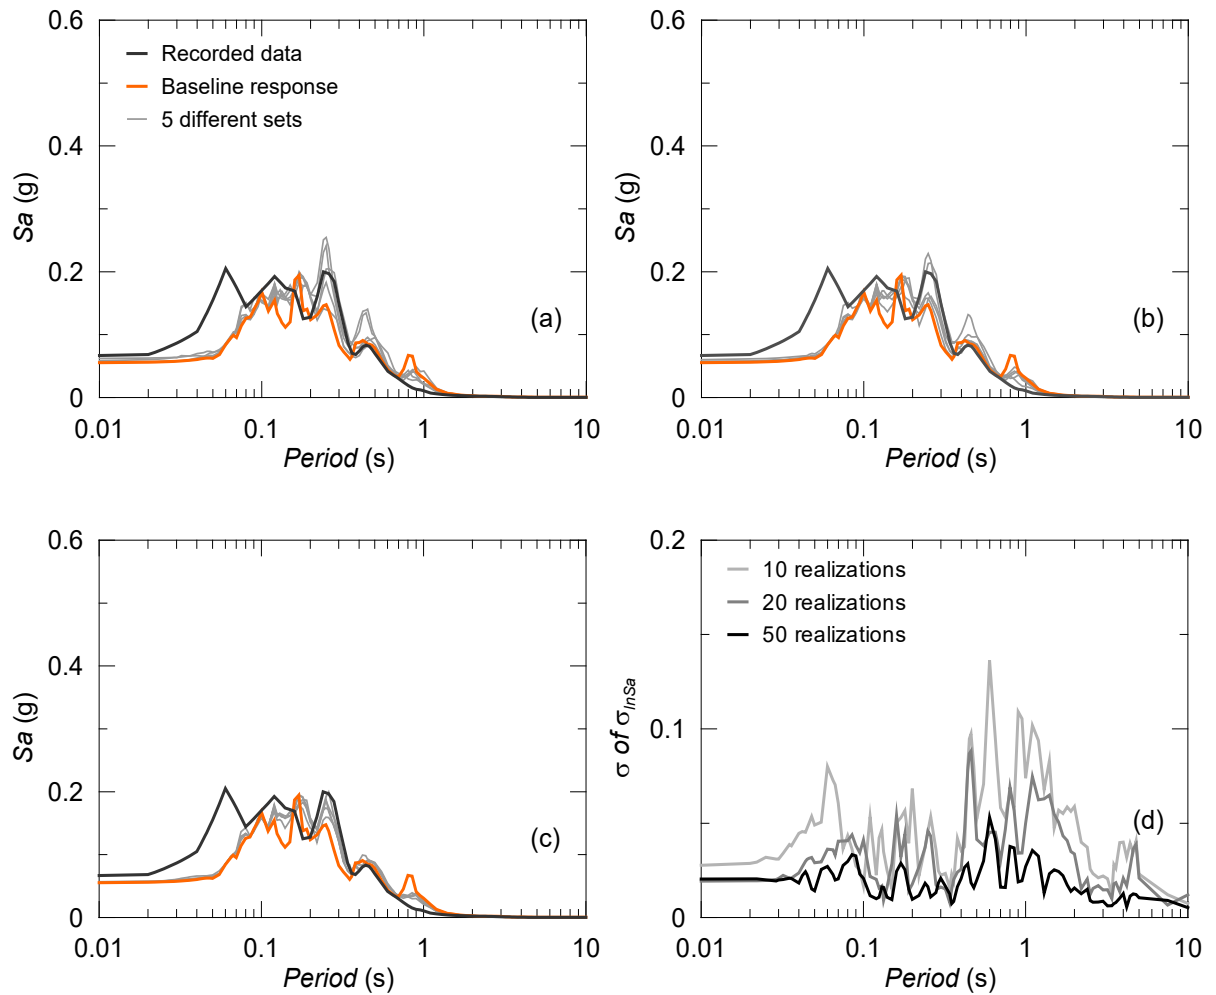 0.6
0.4
0.2
0
0.01
0.1
1
10
Sa (g)
Period (s)
Recorded data
Baseline response
5 different sets
(a)
0.6
0.4
0.2
0
0.01
0.1
1
10
Sa (g)
Period (s)
(b)
0.6
0.4
0.2
0
0.01
0.1
1
10
Sa (g)
Period (s)
(c)
0.2
0.1
0
0.01
0.1
1
10
σ of σlnSa
Period (s)
10 realizations
20 realizations
50 realizations
(d)